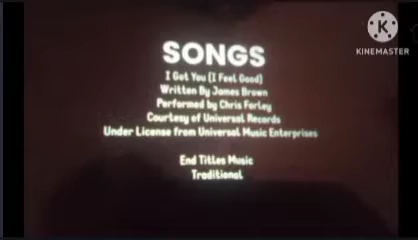 K
KINEMASTER
SONGS
I Got You (I Feel Good)
Written By James Brown
Performed by Chris Farley
Courtesy of Universal Records
Under License from Universal Music Enterprises
End Titles Music
Traditional